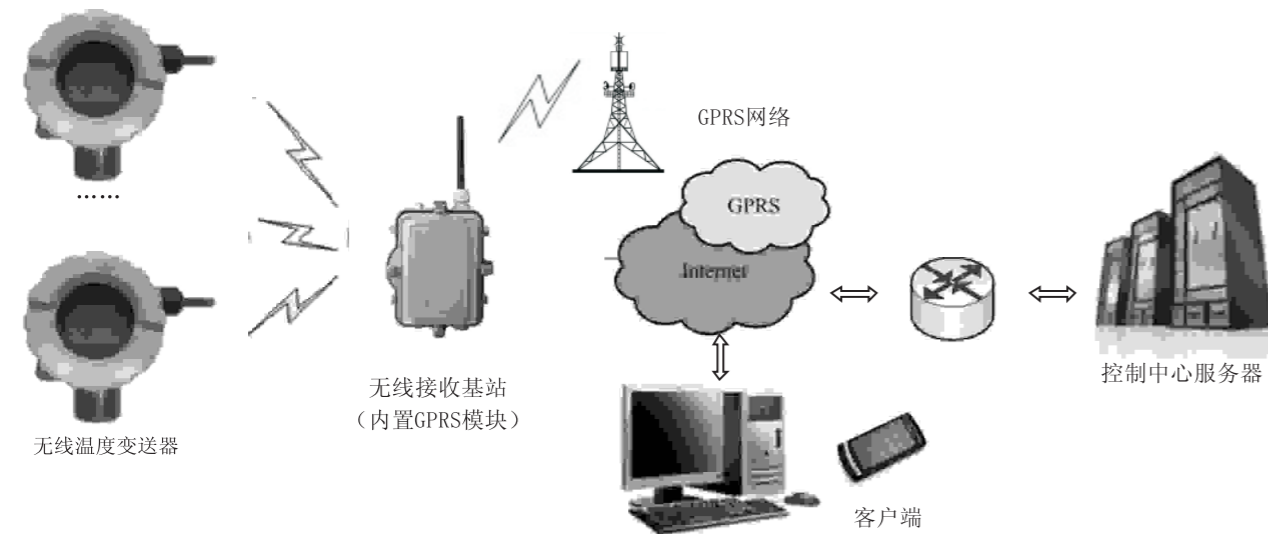 ……
无线温度变送器
无线接收基站
（内置GPRS模块）
GPRS网络
GPRS
Internet
客户端
控制中心服务器